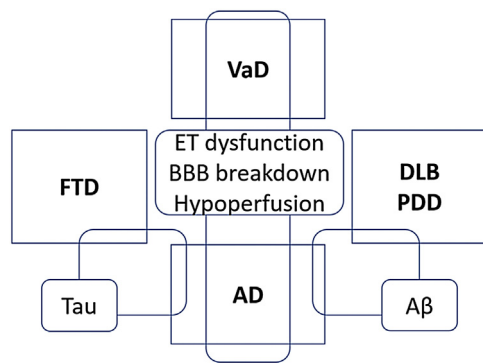 VaD
ET dysfunction
BBB breakdown
Hypoperfusion
FTD
DLB
PDD
Tau
AD
Aβ